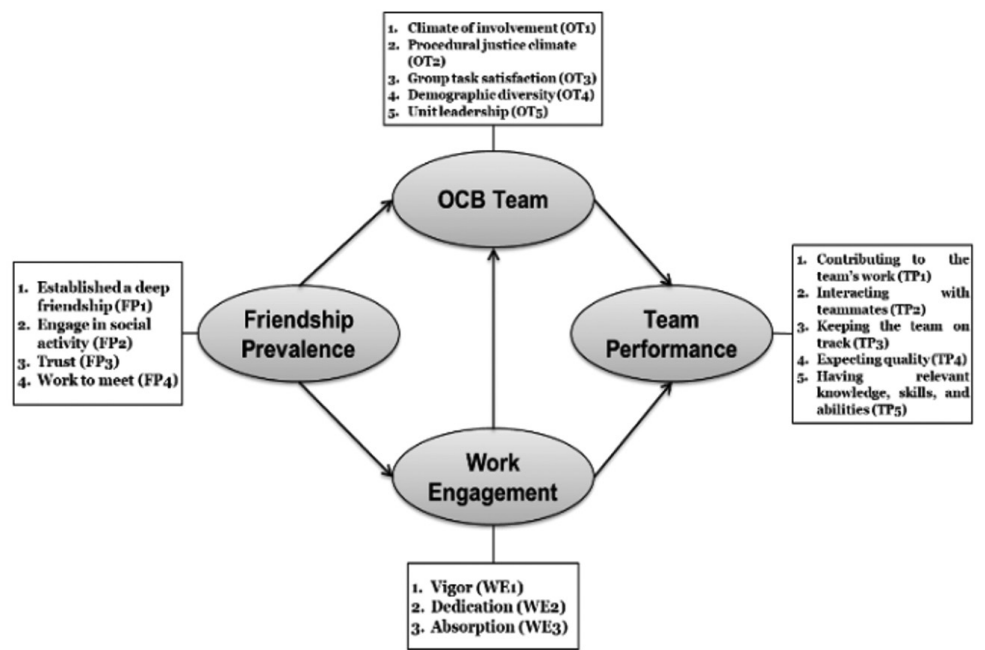 1. Climate of involvement (OT1)
2. Procedural justice climate
(OT2)
3. Group task satisfaction (OT3)
4. Demographic diversity (OT4)
5. Unit leadership (OT5)
OCB Team
1. Established a deep
friendship (FP1)
2. Engage in social
activity (FP2)
3. Trust (FP3)
4. Work to meet (FP4)
Friendship
Prevalence
Team
Performance
1. Contributing to the
team's work (TP1)
2. Interacting with
teammates (TP2)
3. Keeping the team on
track (TP3)
4. Expecting quality (TP4)
5. Having relevant
knowledge, skills, and
abilities (TP5)
Work
Engagement
1. Vigor (WE1)
2. Dedication (WE2)
3. Absorption (WE3)